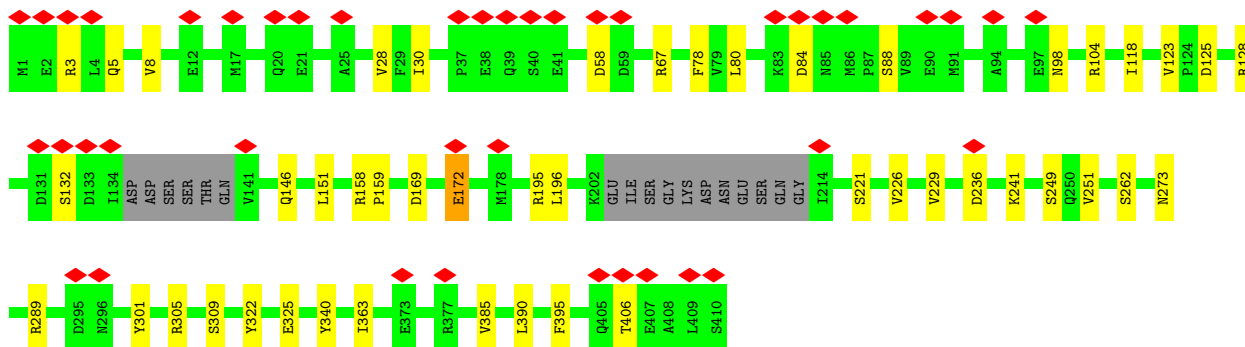 M1 E2 R3 L4 Q5 V8 E12 M17 Q20 E21 A25 V28 F29 I30 P37 E38 Q39 S40 E41 D58 D59 R67 F78 V79 L80 K83 D84 N85 M86 P87 S88 V89 E90 M91 A94 E97 N98 R104 I118 V123 P124 D125 R128
D131 S132 D133 I134 ASP ASP SER SER THR GLN V141 Q146 L151 R158 P159 D169 E172 M178 R195 L196 K202 GLU ILE SER GLY LYS ASP ASN GLU SER GLN GLY I214 S221 V226 V229 D236 K241 S249 Q250 V251 S262 N273
R289 D295 N296 Y301 R305 S309 Y322 E325 Y340 I363 E373 R377 V385 L390 F395 Q405 T406 E407 A408 L409 S410